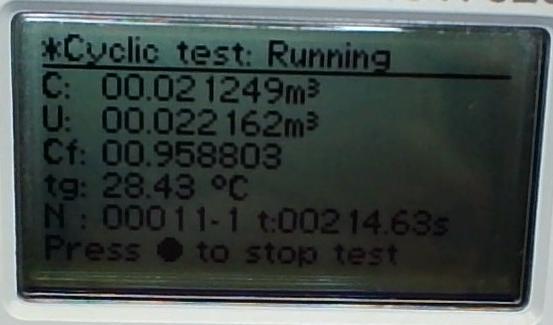 *Cyclic test: Running
C: 00.021249m³
U: 00.022162m³
Cf: 00.958803
tg: 28.43 °C
N : 00011-1 t:00214.63s
Press ● to stop test